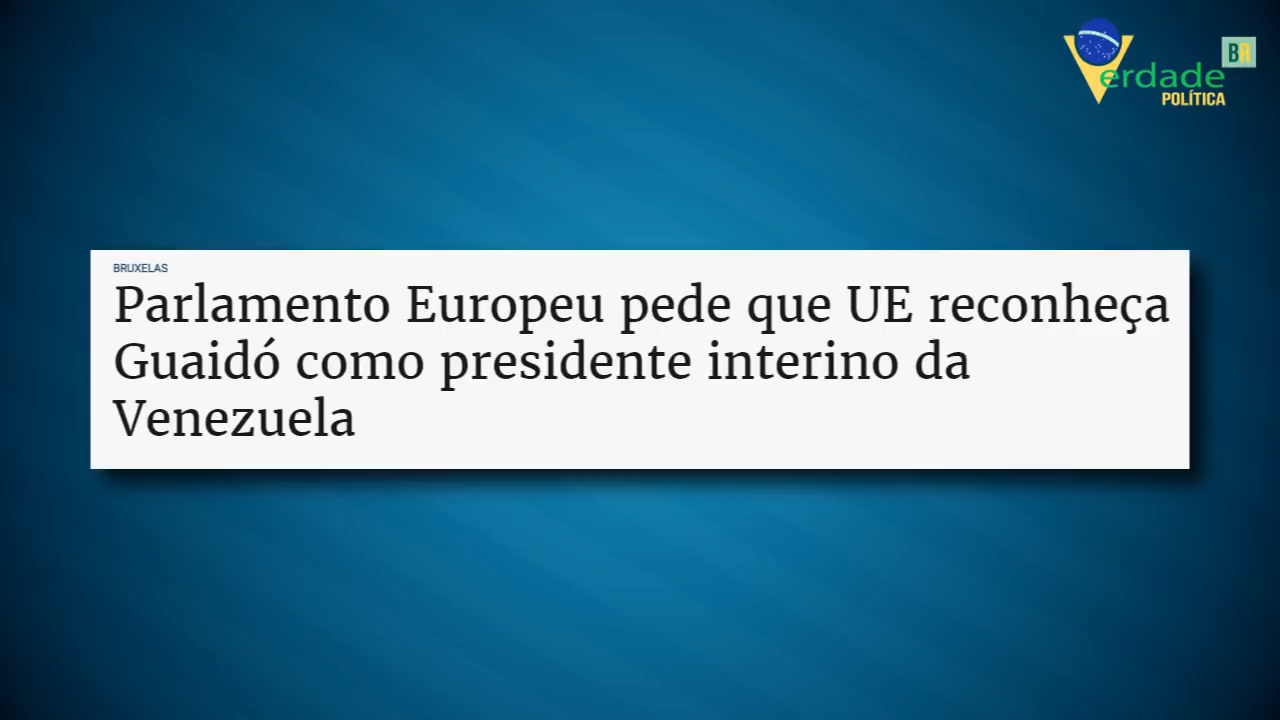 Verdade
BR
POLÍTICA
BRUXELAS
Parlamento Europeu pede que UE reconheça
Guaidó como presidente interino da
Venezuela